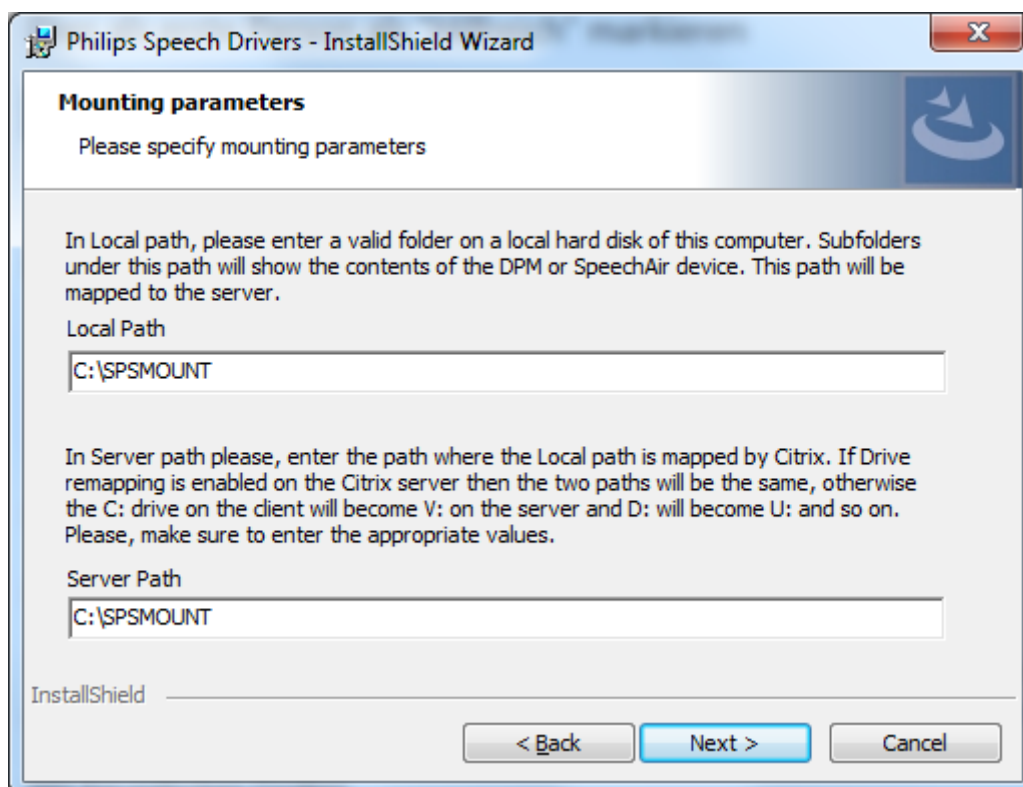 markieren
Philips Speech Drivers - InstallShield Wizard
Mounting parameters
Please specify mounting parameters
In Local path, please enter a valid folder on a local hard disk of this computer. Subfolders
under this path will show the contents of the DPM or SpeechAir device. This path will be
mapped to the server.
Local Path
C:\SPSMOUNT
In Server path please, enter the path where the Local path is mapped by Citrix. If Drive
remapping is enabled on the Citrix server then the two paths will be the same, otherwise
the C: drive on the client will become V: on the server and D: will become U: and so on.
Please, make sure to enter the appropriate values.
Server Path
C:\SPSMOUNT
InstallShield
< Back
Next >
Cancel